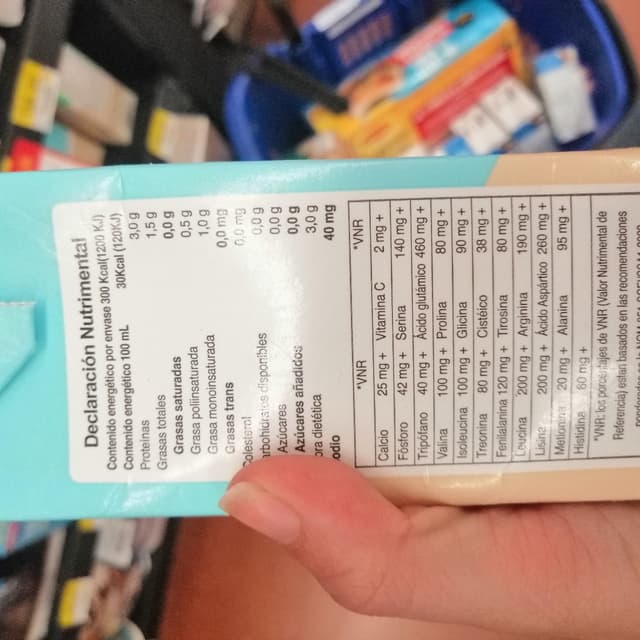 Declaración Nutrimental
Contenido energético por envase 300 Kcal(1200 KJ)
Contenido energético 100 mL 30Kcal (120KJ)
Proteínas 3,0 g
Grasas totales 1,5 g
Grasas saturadas 0,0 g
Grasa poliinsaturada 0,5 g
Grasa monoinsaturada 1,0 g
Grasas trans 0,0 mg
Colesterol 0,0 mg
disponibles 0,0 g
Azúcares 0,0 g
Azúcares añadidos 0,0 g
dietética 3,0 g
40 mg
*VNR *VNR
Calcio 25 mg + Vitamina C 2 mg +
Fósforo 42 mg + Serina 140 mg +
Tripofano 40 mg + Ácido glutámico 460 mg +
Valina 100 mg + Prolina 80 mg +
Isoleucina 100 mg + Glicina 90 mg +
Treonina 80 mg + Cisteíco 38 mg +
Fenilalanina 120 mg + Tirosina 80 mg +
Leucina 200 mg + Arginina 190 mg +
Lisina 200 mg + Ácido Aspártico 260 mg +
Metionina 20 mg + Alanina 95 mg +
Histidina 60 mg +
*VNR: los porcentajes de VNR (Valor Nutrimental de
Referencia) están basados en las recomendaciones